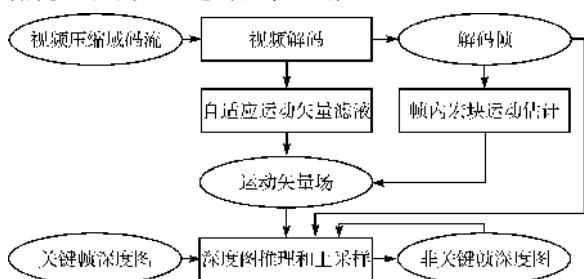 视频压缩域码流
视频解码
解码帧
自适应运动矢量滤波
帧内宏块运动估计
运动矢量场
关键帧深度图
深度图推理和上采样
非关键帧深度图